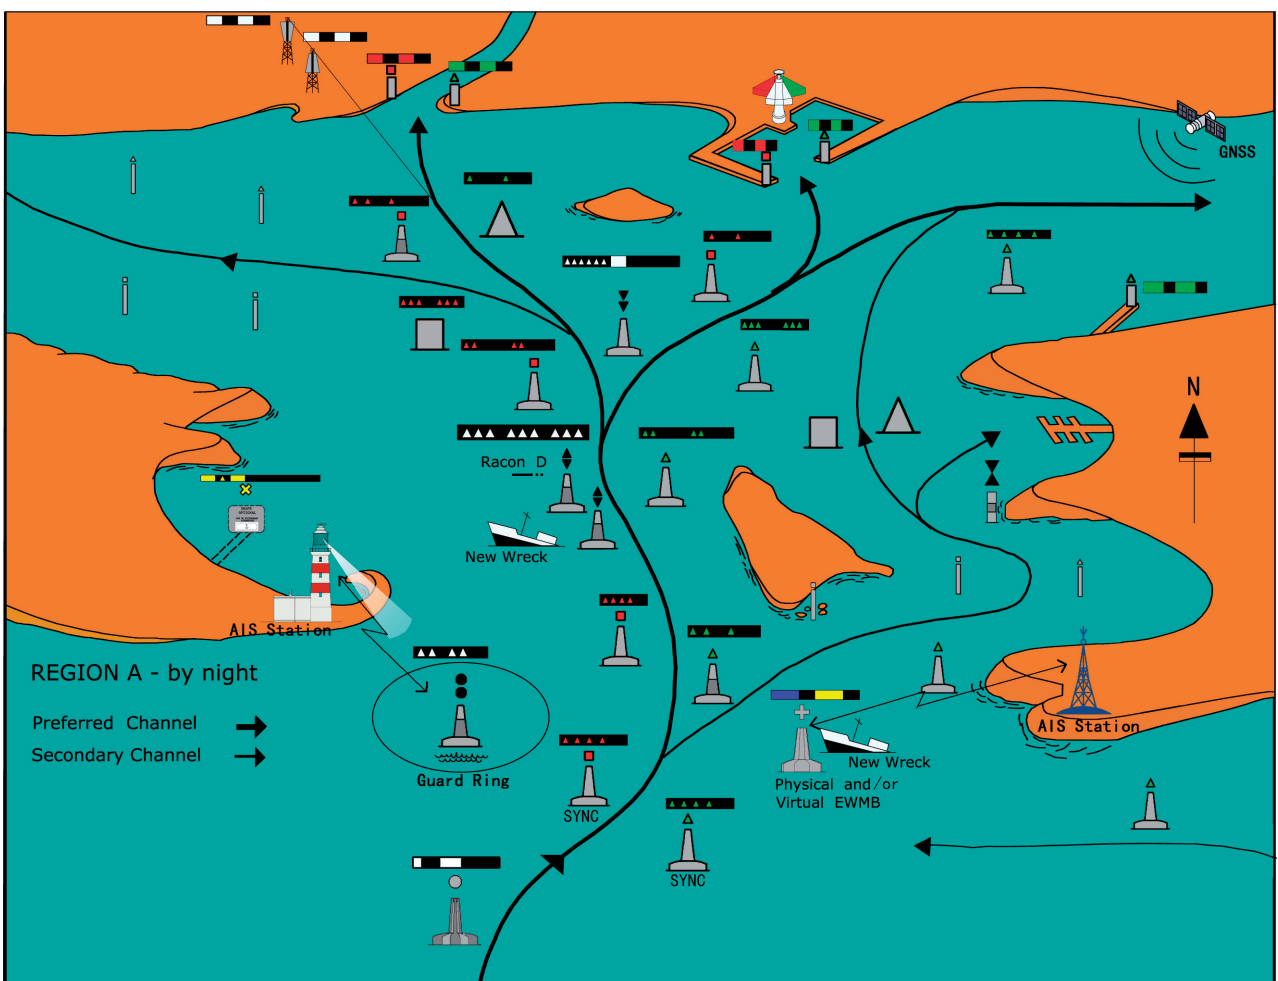 GNSS
N
Racon D
New Wreck
AIS Station
REGION A - by night
Preferred Channel
Secondary Channel
Guard Ring
SYNC
SYNC
AIS Station
New Wreck
Physical and/or
Virtual EWMB